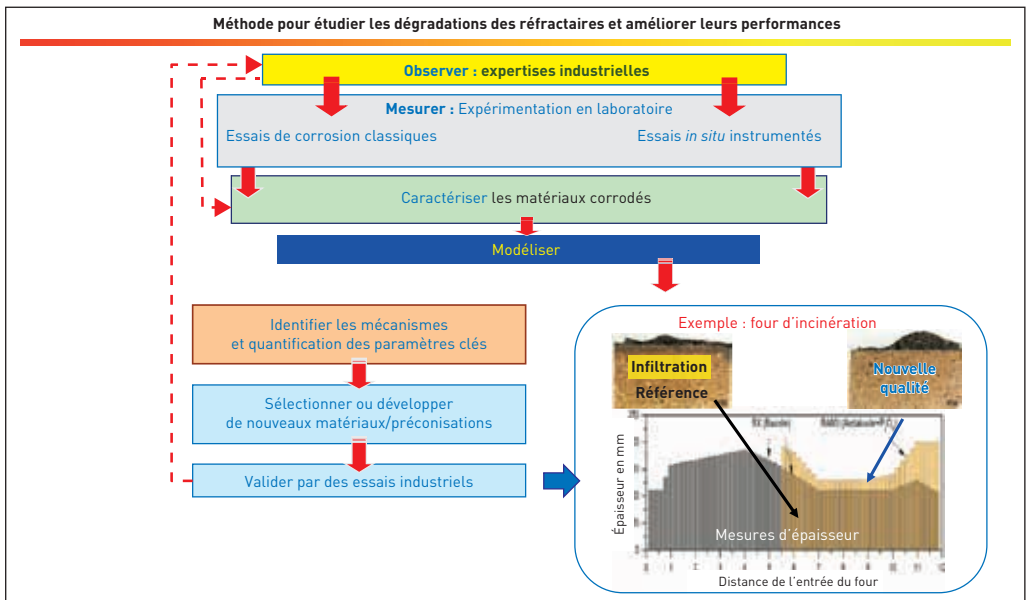 Méthode pour étudier les dégradations des réfractaires et améliorer leurs performances
Observer : expertises industrielles
Mesurer : Expérimentation en laboratoire
Essais de corrosion classiques
Essais in situ instrumentés
Caractériser les matériaux corrodés
Modéliser
Identifier les mécanismes
et quantification des paramètres clés
Sélectionner ou développer
de nouveaux matériaux/préconisations
Valider par des essais industriels
Exemple : four d'incinération
Infiltration
Référence
Nouvelle
qualité
Épaisseur en mm
Mesures d'épaisseur
Distance de l'entrée du four